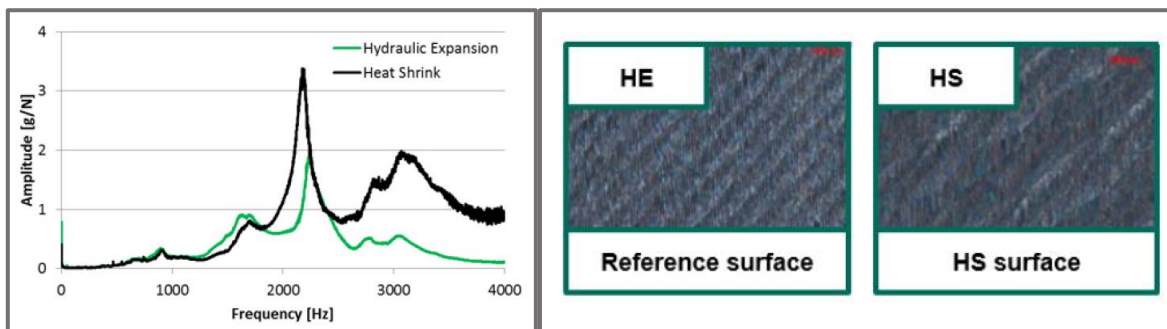 4
Hydraulic Expansion
Heat Shrink
3
Amplitude [g/N]
2
1
0
0 1000 2000 3000 4000
Frequency [Hz]
HE
HS
Reference surface
HS surface